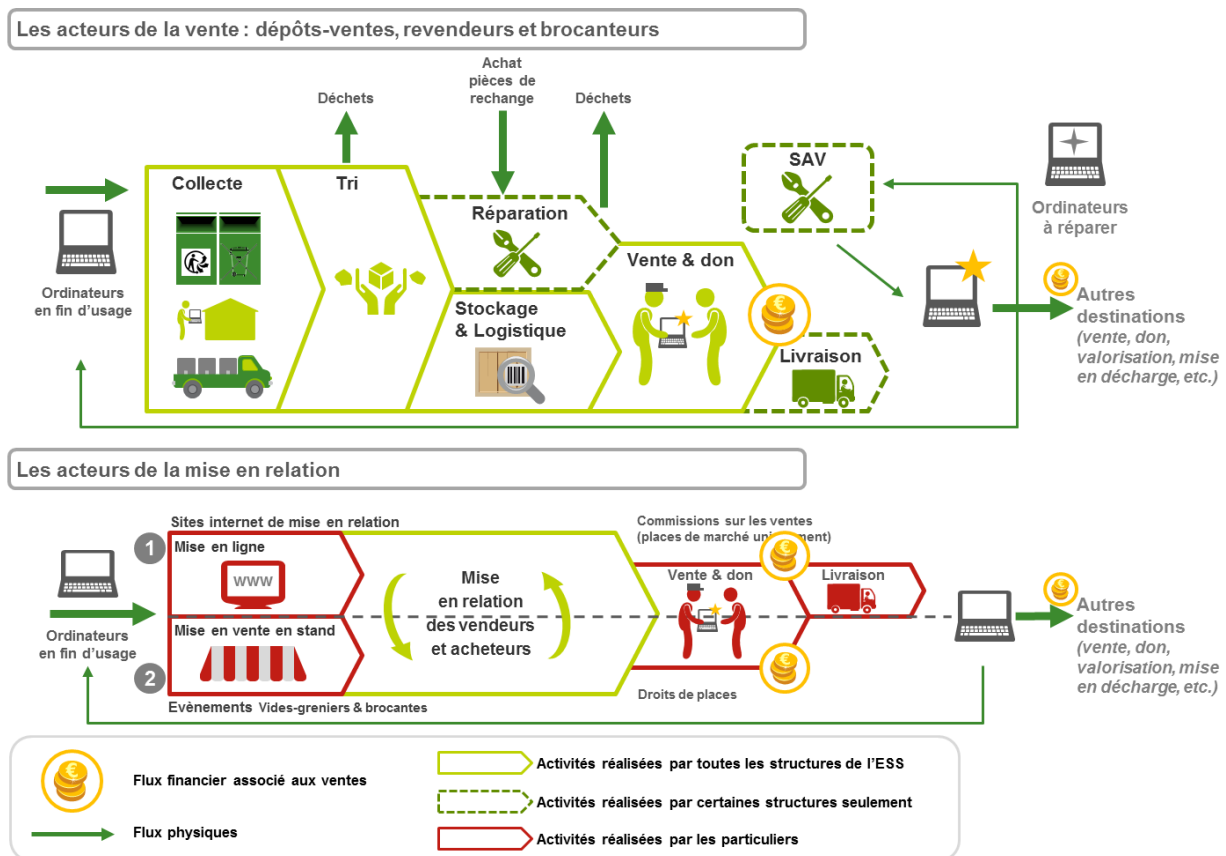 Les acteurs de la vente : dépôts-ventes, revendeurs et brocanteurs
Achat
pièces de
rechange
Déchets
Déchets
Collecte
Tri
Réparation
Stockage
& Logistique
Vente & don
Livraison
SAV
Ordinateurs
à réparer
Ordinateurs
en fin d'usage
Autres
destinations
(vente, don,
valorisation, mise
en décharge, etc.)
Les acteurs de la mise en relation
Sites internet de mise en relation
1
Mise en ligne
www
Mise en vente en stand
2
Evènements Vides-greniers & brocantes
Ordinateurs
en fin d'usage
Mise
en relation
des vendeurs
et acheteurs
Commissions sur les ventes
(places de marché
Vente & don
Livraison
Droits de places
Autres
destinations
(vente, don,
valorisation, mise
en décharge, etc.)
€
Flux financier associé aux ventes
Flux physiques
Activités réalisées par toutes les structures de l'ESS
Activités réalisées par certaines structures seulement
Activités réalisées par les particuliers